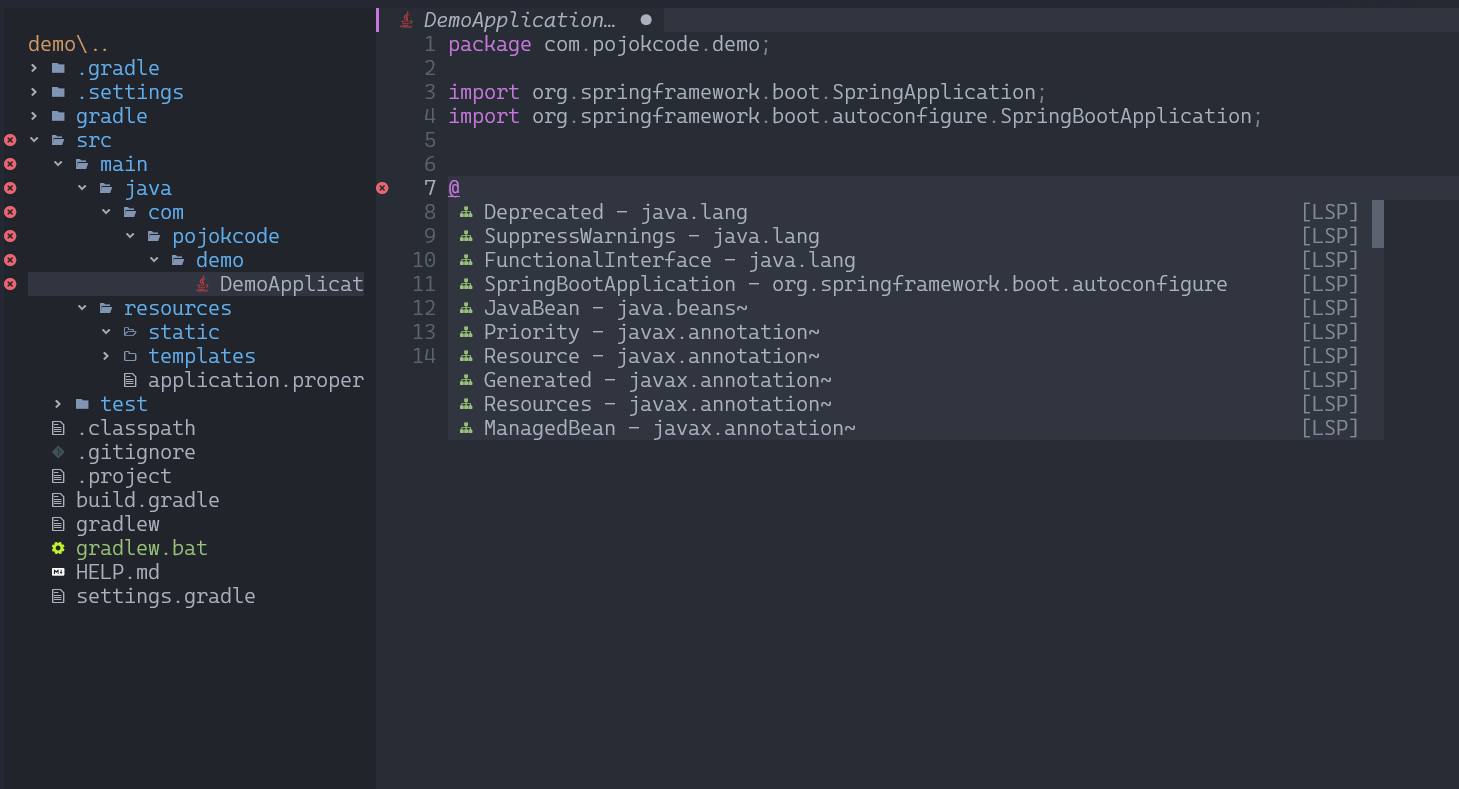 demo\..
.gradle
.settings
gradle
src
main
java
com
pojokcode
demo
DemoApplicat
resources
static
templates
application.proper
test
.classpath
.gitignore
.project
build.gradle
gradlew
gradlew.bat
HELP.md
settings.gradle
DemoApplication…
1 package com.pojokcode.demo;
2
3 import org.springframework.boot.SpringApplication;
4 import org.springframework.boot.autoconfigure.SpringBootApplication;
5
6
7 @
8 Deprecated - java.lang [LSP]
9 SuppressWarnings - java.lang [LSP]
10 FunctionalInterface - java.lang [LSP]
11 SpringBootApplication - org.springframework.boot.autoconfigure [LSP]
12 JavaBean - java.beans~ [LSP]
13 Priority - javax.annotation~ [LSP]
14 Resource - javax.annotation~ [LSP]
Generated - javax.annotation~ [LSP]
Resources - javax.annotation~ [LSP]
ManagedBean - javax.annotation~ [LSP]